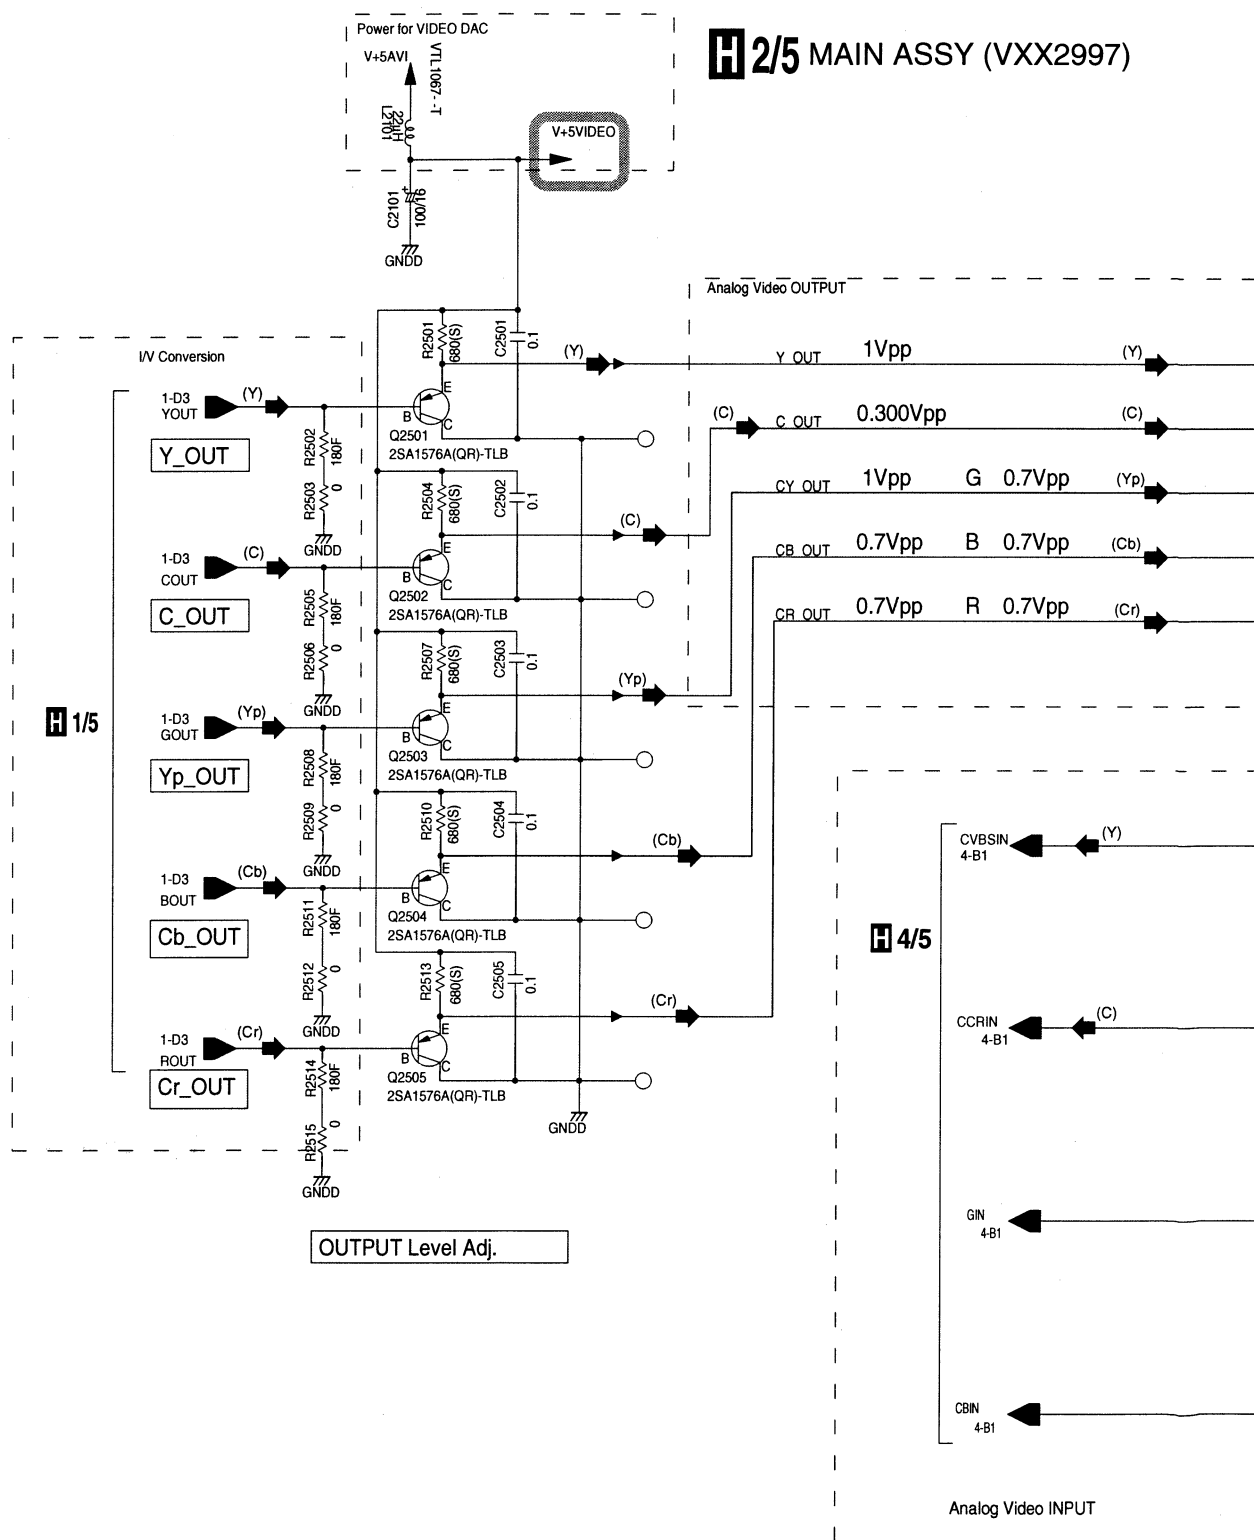 Power for VIDEO DAC
H 2/5 MAIN ASSY (VXX2997)
V+5AVI
VTL1067--T
L2101
22μH
V+5VIDEO
C2101
100/16
GNDD
Analog Video OUTPUT
I/V Conversion
R2501
680(S)
C2501
0.1
(Y)
Y OUT 1Vpp (Y)
1-D3
YOUT
(Y)
Y_OUT
R2502
180F
R2503
0
GNDD
B
E
C
Q2501
2SA1576A(QR)-TLB
(C)
C OUT 0.300Vpp (C)
R2504
680(S)
C2502
0.1
(C)
CY OUT 1Vpp G 0.7Vpp (Yp)
1-D3
COUT
(C)
C_OUT
R2505
180F
R2506
0
GNDD
B
E
C
Q2502
2SA1576A(QR)-TLB
CB OUT 0.7Vpp B 0.7Vpp (Cb)
CR OUT 0.7Vpp R 0.7Vpp (Cr)
R2507
680(S)
C2503
0.1
(Yp)
H 1/5
1-D3
GOUT
(Yp)
Yp_OUT
R2508
180F
R2509
0
GNDD
B
E
C
Q2503
2SA1576A(QR)-TLB
R2510
680(S)
C2504
0.1
(Cb)
1-D3
BOUT
(Cb)
Cb_OUT
R2511
180F
R2512
0
GNDD
B
E
C
Q2504
2SA1576A(QR)-TLB
R2513
680(S)
C2505
0.1
(Cr)
1-D3
ROUT
(Cr)
Cr_OUT
R2514
180F
R2515
0
GNDD
B
E
C
Q2505
2SA1576A(QR)-TLB
GNDD
OUTPUT Level Adj.
H 4/5
CVBSIN
4-B1
(Y)
CCRIN
4-B1
(C)
GIN
4-B1
CBIN
4-B1
Analog Video INPUT